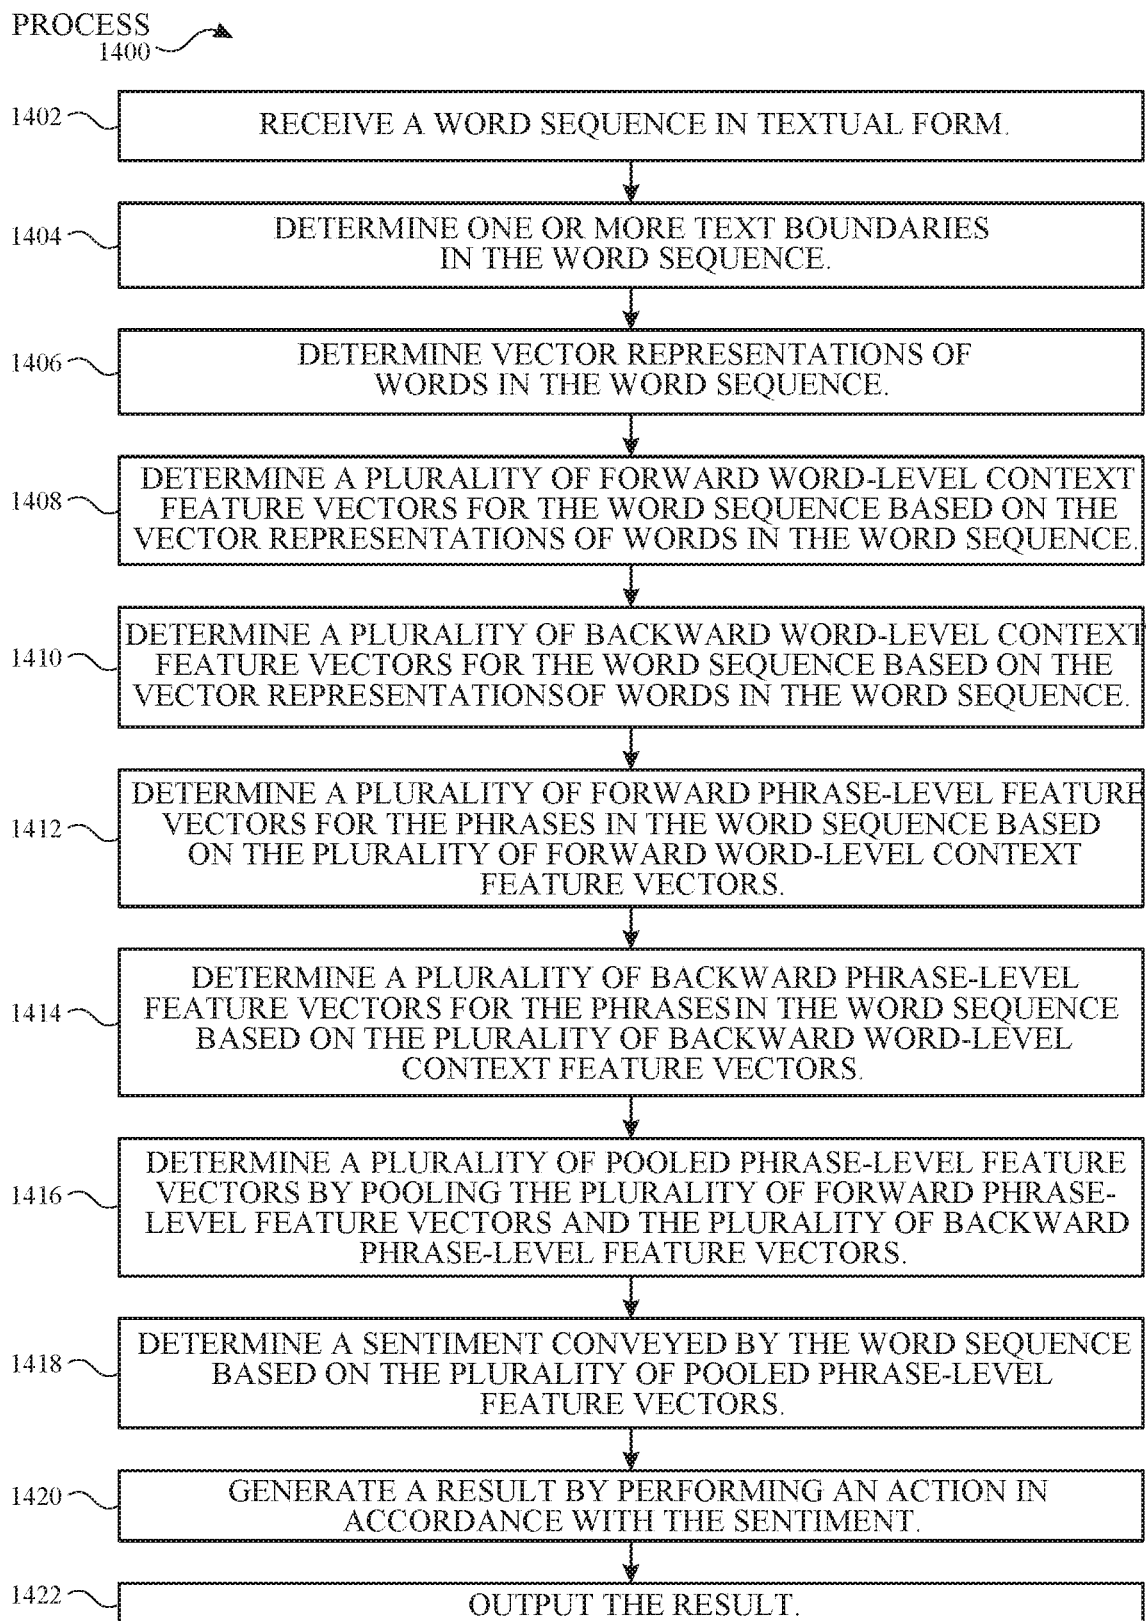 PROCESS
1400
1402
RECEIVE A WORD SEQUENCE IN TEXTUAL FORM.
1404
DETERMINE ONE OR MORE TEXT BOUNDARIES
IN THE WORD SEQUENCE.
1406
DETERMINE VECTOR REPRESENTATIONS OF
WORDS IN THE WORD SEQUENCE.
1408
DETERMINE A PLURALITY OF FORWARD WORD-LEVEL CONTEXT
FEATURE VECTORS FOR THE WORD SEQUENCE BASED ON THE
VECTOR REPRESENTATIONS OF WORDS IN THE WORD SEQUENCE.
1410
DETERMINE A PLURALITY OF BACKWARD WORD-LEVEL CONTEXT
FEATURE VECTORS FOR THE WORD SEQUENCE BASED ON THE
VECTOR REPRESENTATIONS OF WORDS IN THE WORD SEQUENCE.
1412
DETERMINE A PLURALITY OF FORWARD PHRASE-LEVEL FEATURE
VECTORS FOR THE PHRASES IN THE WORD SEQUENCE BASED
ON THE PLURALITY OF FORWARD WORD-LEVEL CONTEXT
FEATURE VECTORS.
1414
DETERMINE A PLURALITY OF BACKWARD PHRASE-LEVEL
FEATURE VECTORS FOR THE PHRASES IN THE WORD SEQUENCE
BASED ON THE PLURALITY OF BACKWARD WORD-LEVEL
CONTEXT FEATURE VECTORS.
1416
DETERMINE A PLURALITY OF POOLED PHRASE-LEVEL FEATURE
VECTORS BY POOLING THE PLURALITY OF FORWARD PHRASE-
LEVEL FEATURE VECTORS AND THE PLURALITY OF BACKWARD
PHRASE-LEVEL FEATURE VECTORS.
1418
DETERMINE A SENTIMENT CONVEYED BY THE WORD SEQUENCE
BASED ON THE PLURALITY OF POOLED PHRASE-LEVEL
FEATURE VECTORS.
1420
GENERATE A RESULT BY PERFORMING AN ACTION IN
ACCORDANCE WITH THE SENTIMENT.
1422
OUTPUT THE RESULT.